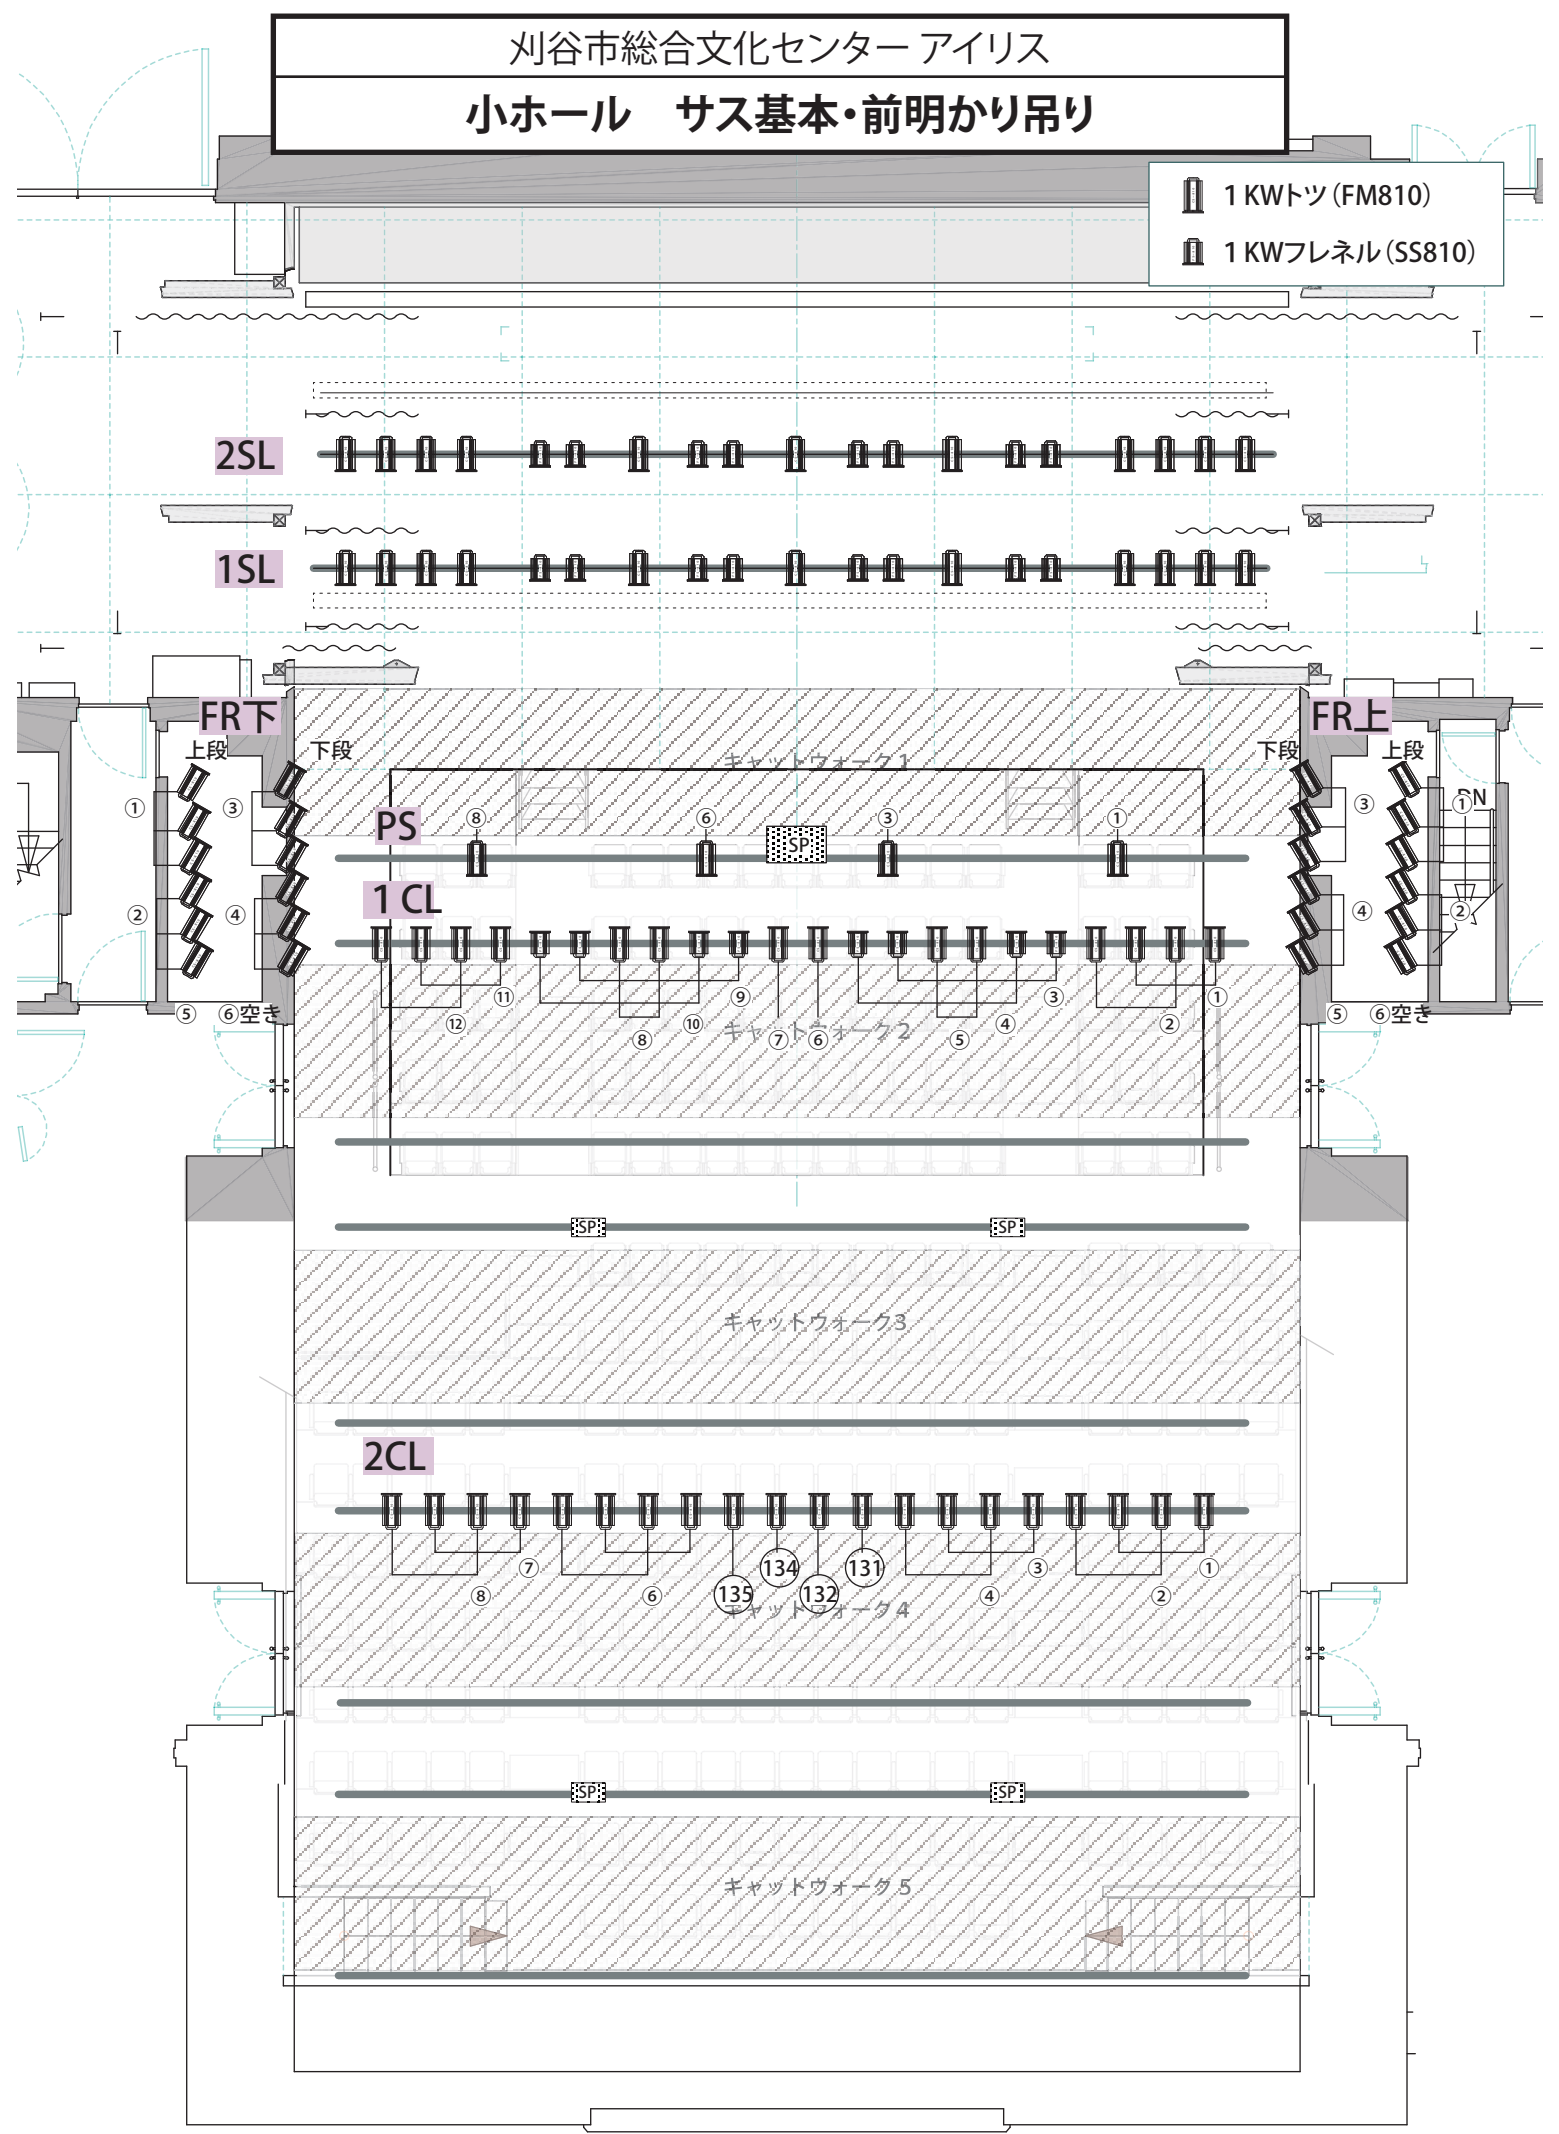 刈谷市総合文化センター アイリス
小ホール　サス基本・前明かり吊り
1 KWトツ（FM810）
1 KWフレネル（SS810）
2SL
1SL
FR下
FR上
上段
下段
下段
上段
キャットウォーク1
DN
①
③
③
①
PS
⑧
⑥
SP
③
①
1 CL
②
④
④
②
⑪
⑨
③
①
⑤
⑥空き
⑤
⑥空き
⑫
⑩
④
②
⑧
⑦
⑥
⑤
キャットウォーク2
SP
SP
キャットウォーク3
2CL
⑦
134
131
③
①
⑧
⑥
135
132
④
②
キャットウォーク4
SP
SP
キャットウォーク5